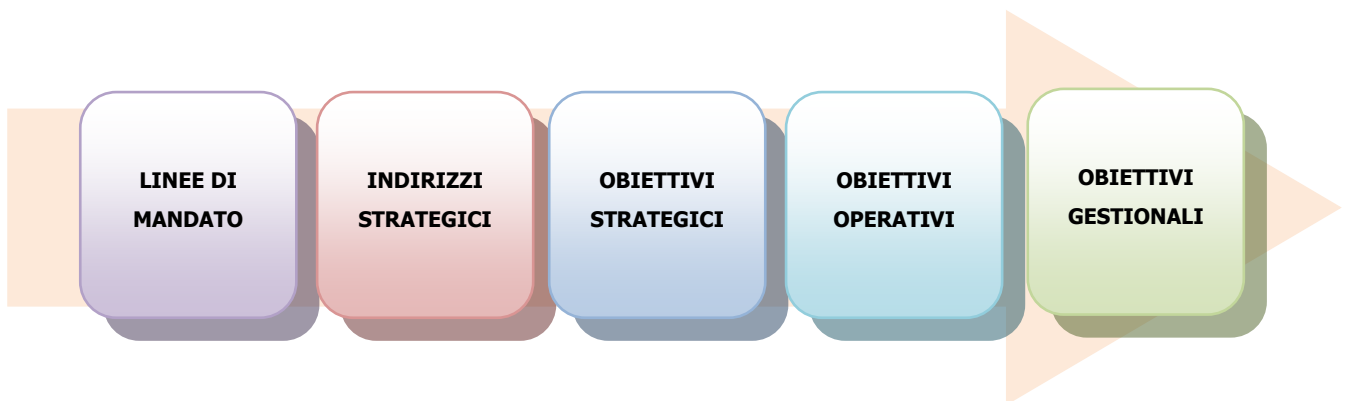 LINEE DI
MANDATO
INDIRIZZI
STRATEGICI
OBIETTIVI
STRATEGICI
OBIETTIVI
OPERATIVI
OBIETTIVI
GESTIONALI